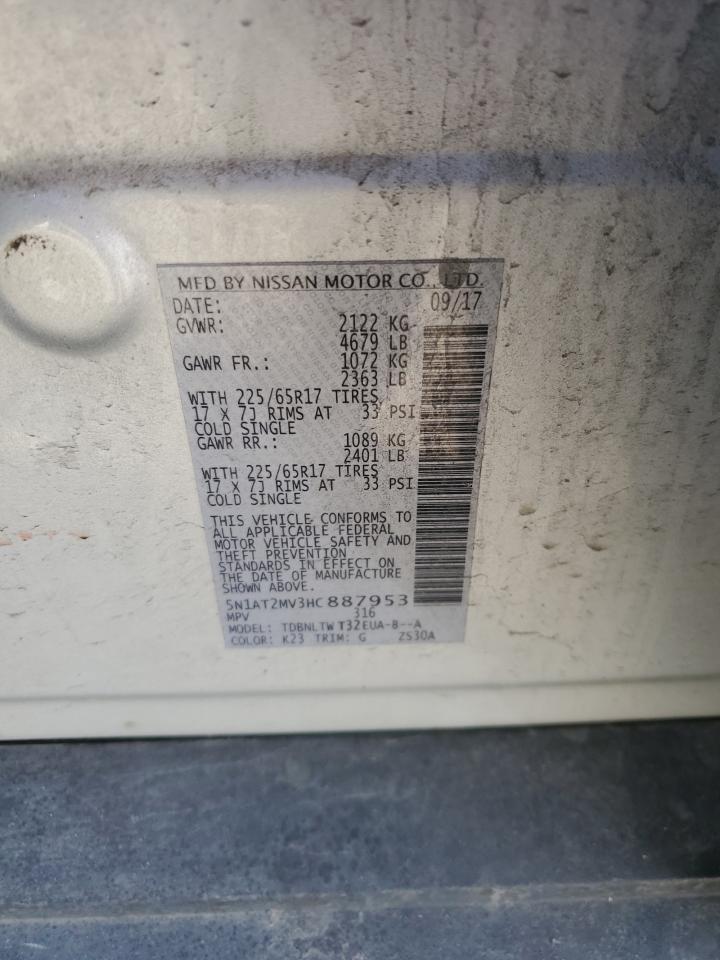 MFD BY NISSAN MOTOR CO., LTD.
DATE: 09/17
GVWR: 2122 KG
4679 LB
GAWR FR.: 1072 KG
2363 LB
WITH 225/65R17 TIRES
17 X 7J RIMS AT 33 PSI
COLD SINGLE
GAWR RR.: 1089 KG
2401 LB
WITH 225/65R17 TIRES
17 X 7J RIMS AT 33 PSI
COLD SINGLE
THIS VEHICLE CONFORMS TO
ALL APPLICABLE FEDERAL
MOTOR VEHICLE SAFETY AND
THEFT PREVENTION
STANDARDS IN EFFECT ON
THE DATE OF MANUFACTURE
SHOWN ABOVE.
5N1AT2MV3HC887953
MPV 316
MODEL: TDBNLTW T32EUA-B--A
COLOR: K23 TRIM: G ZS30A